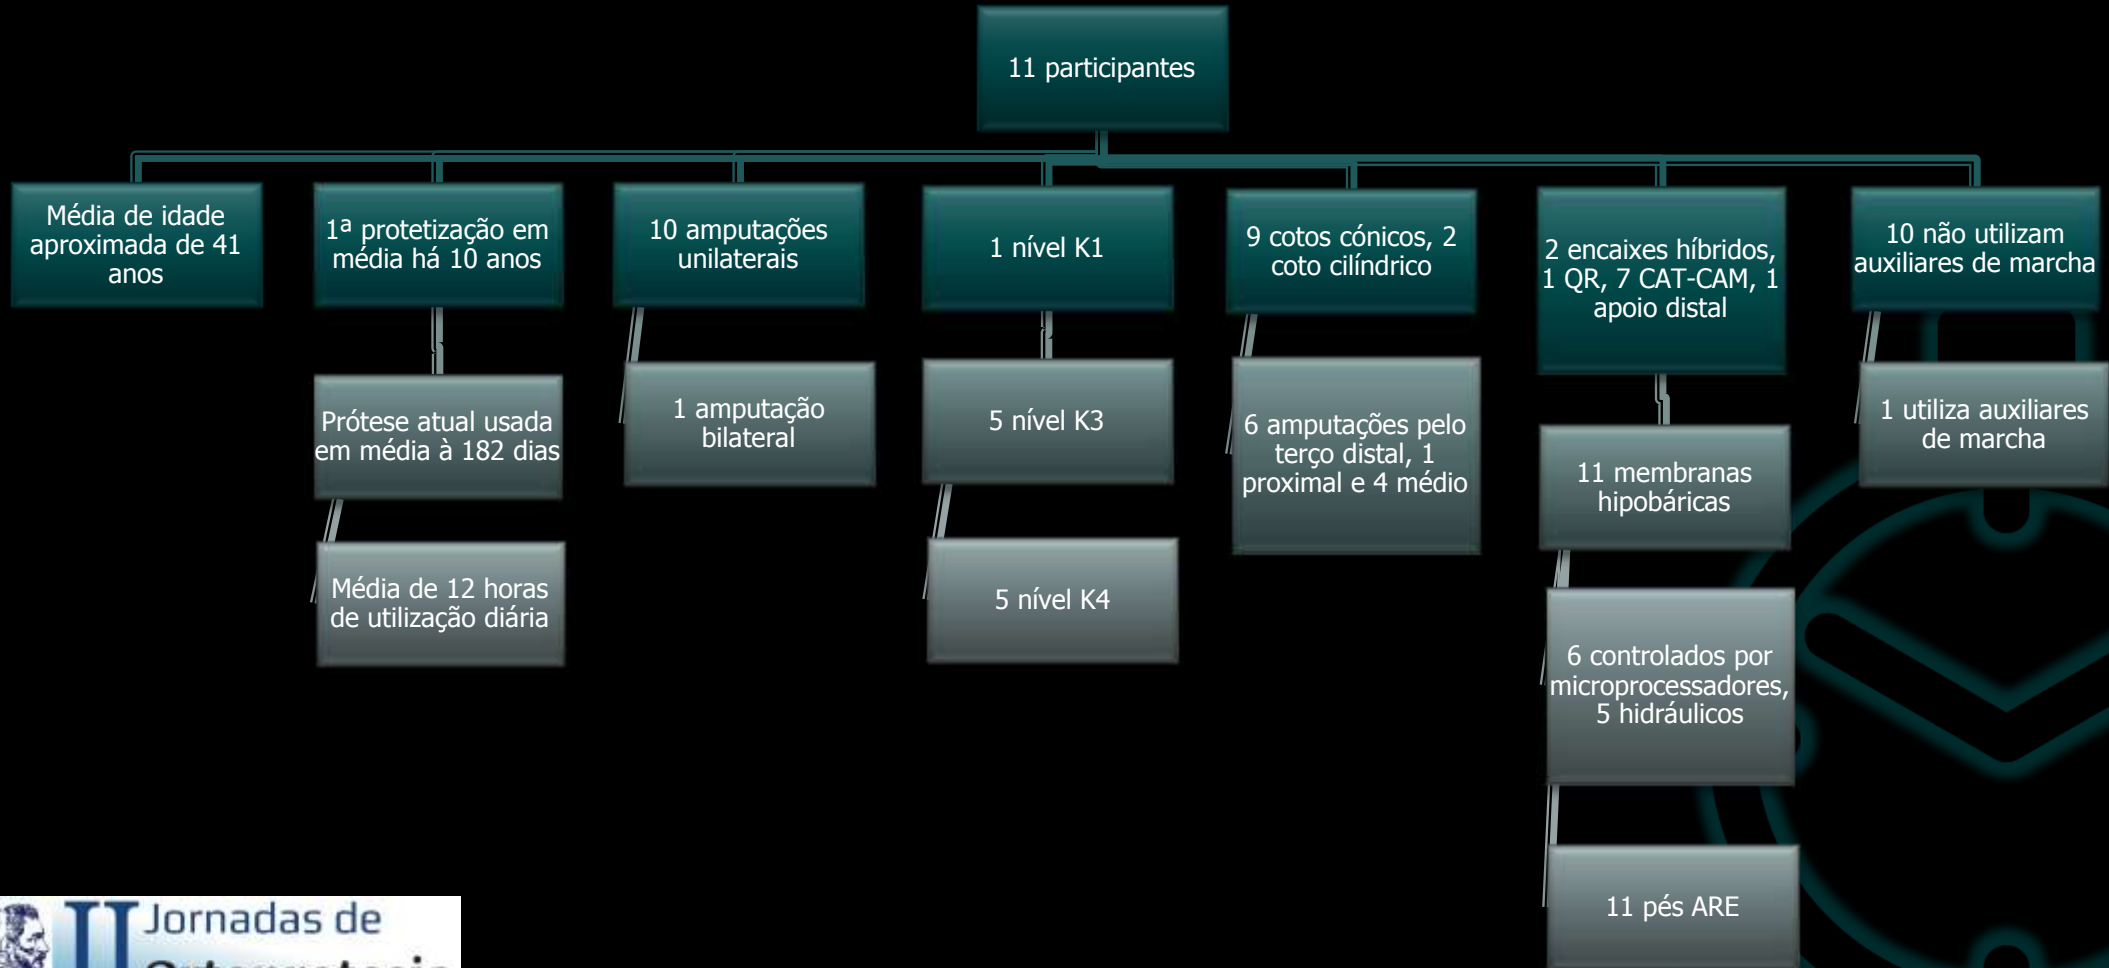 11 participantes
Média de idade
aproximada de 41
anos
1ª protetização em
média há 10 anos
Prótese atual usada
em média à 182 dias
Média de 12 horas
de utilização diária
10 amputações
unilaterais
1 amputação
bilateral
1 nível K1
5 nível K3
5 nível K4
9 cotos cónicos, 2
coto cilíndrico
6 amputações pelo
terço distal, 1
proximal e 4 médio
2 encaixes híbridos,
1 QR, 7 CAT-CAM, 1
apoio distal
11 membranas
hipobáricas
6 controlados por
microprocessadores,
5 hidráulicos
11 pés ARE
10 não utilizam
auxiliares de marcha
1 utiliza auxiliares
de marcha
II Jornadas de